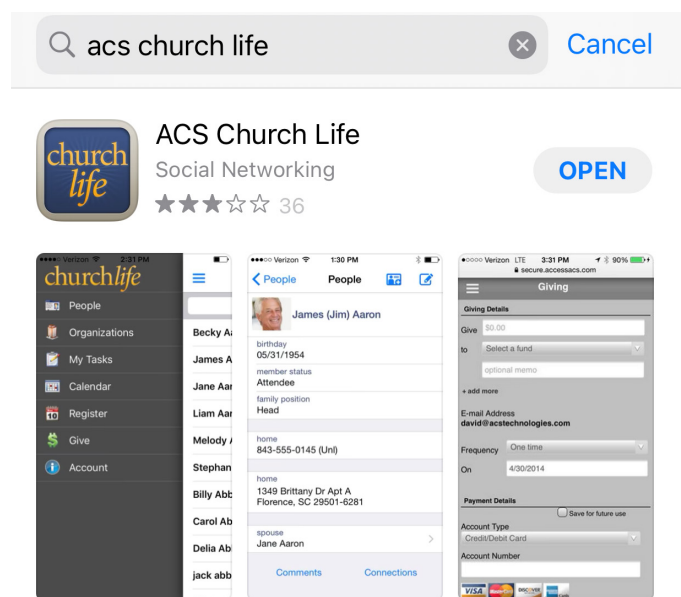 acs church life
Cancel
church
life
ACS Church Life
Social Networking
OPEN
36
Verizon 2:31 PM
churchlife
People
Organizations
My Tasks
Calendar
10 Register
$ Give
i Account
Becky A
James A
Jane Aar
Liam Aar
Melody
Stephan
Billy Abb
Carol Ab
Delia Ab
jack abb
Verizon 1:30 PM
People People
James (Jim) Aaron
birthday
05/31/1954
member status
Attendee
family position
Head
home
843-555-0145 (Unl)
home
1349 Brittany Dr Apt A
Florence, SC 29501-6281
spouse
Jane Aaron
Comments Connections
Verizon LTE 3:31 PM 90%
secure.accessacs.com
Giving
Giving Details
Give $0.00
to Select a fund
optional memo
+ add more
E-mail Address
david@acstechnologies.com
Frequency One time
On 4/30/2014
Payment Details
Save for future use
Account Type
Credit/Debit Card
Account Number
VISA MasterCard DISCOVER